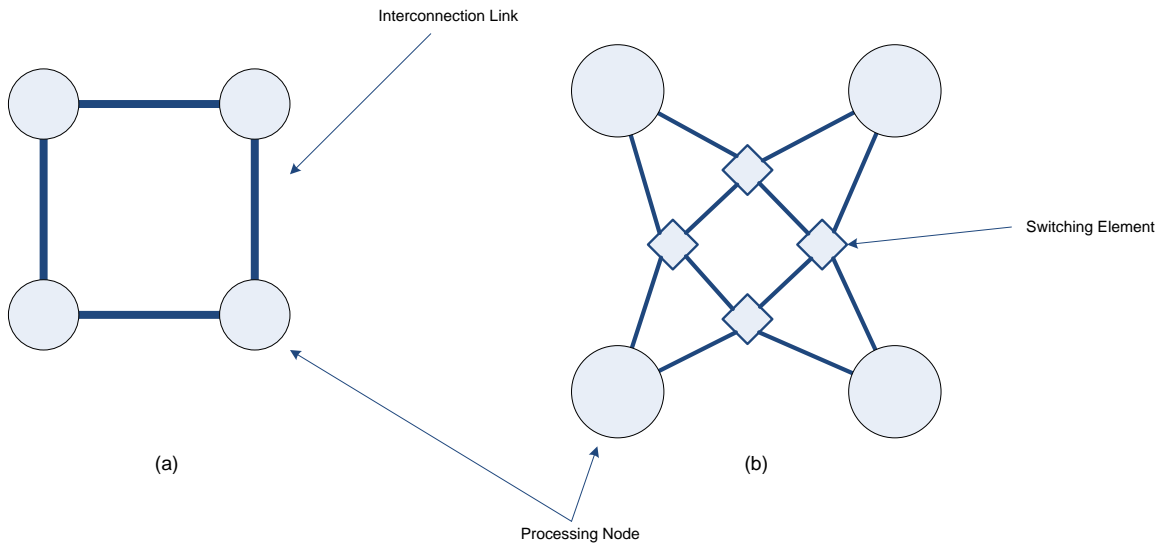 Interconnection Link
Switching Element
(a)
(b)
Processing Node